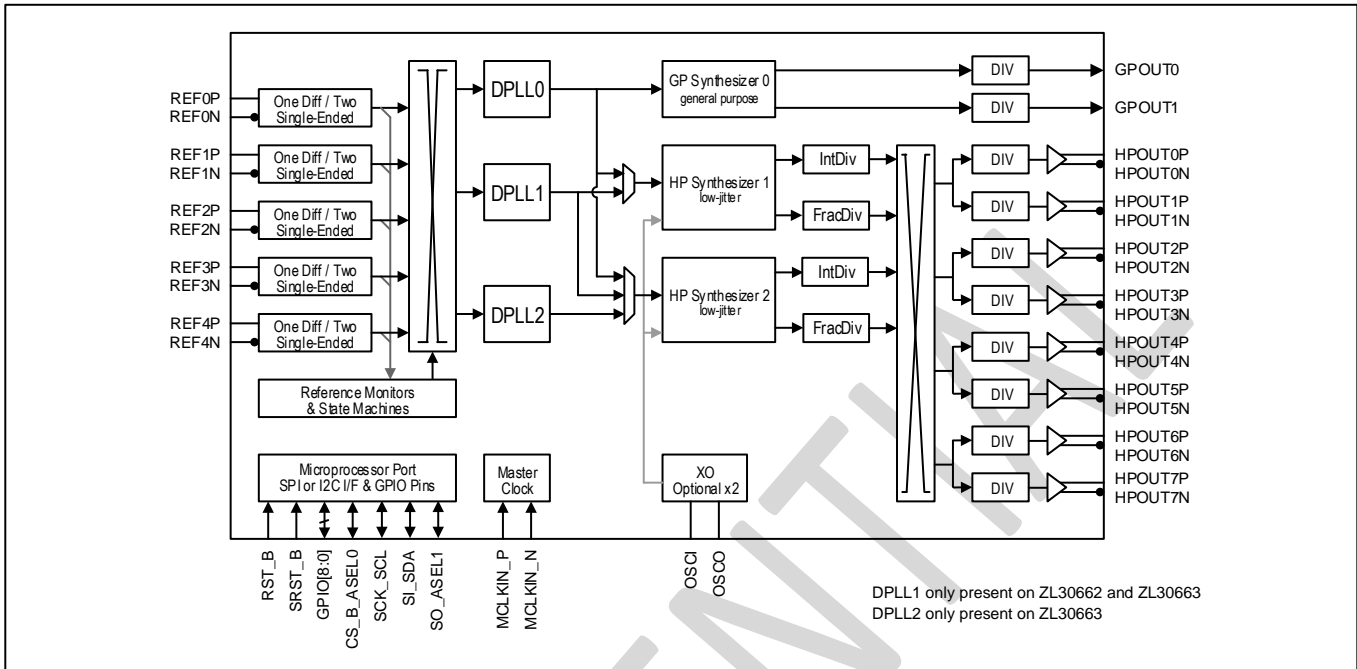 REF0P
REF0N
One Diff / Two
Single-Ended
REF1P
REF1N
One Diff / Two
Single-Ended
REF2P
REF2N
One Diff / Two
Single-Ended
REF3P
REF3N
One Diff / Two
Single-Ended
REF4P
REF4N
One Diff / Two
Single-Ended
Reference Monitors
& State Machines
DPLL0
DPLL1
DPLL2
GP Synthesizer 0
general purpose
HP Synthesizer 1
low-jitter
HP Synthesizer 2
low-jitter
IntDiv
FracDiv
IntDiv
FracDiv
DIV
GPOUT0
DIV
GPOUT1
DIV
HPOUT0P
HPOUT0N
DIV
HPOUT1P
HPOUT1N
DIV
HPOUT2P
HPOUT2N
DIV
HPOUT3P
HPOUT3N
DIV
HPOUT4P
HPOUT4N
DIV
HPOUT5P
HPOUT5N
DIV
HPOUT6P
HPOUT6N
DIV
HPOUT7P
HPOUT7N
Microprocessor Port
SPI or I2C I/F & GPIO Pins
Master
Clock
XO
Optional x2
RST_B
SRST_B
GPIO[8:0]
CS_B_ASEL0
SCK_SCL
SI_SDA
SO_ASEL1
MCLKIN_P
MCLKIN_N
OSCI
OSCO
DPLL1 only present on ZL30662 and ZL30663
DPLL2 only present on ZL30663
ENTIAL